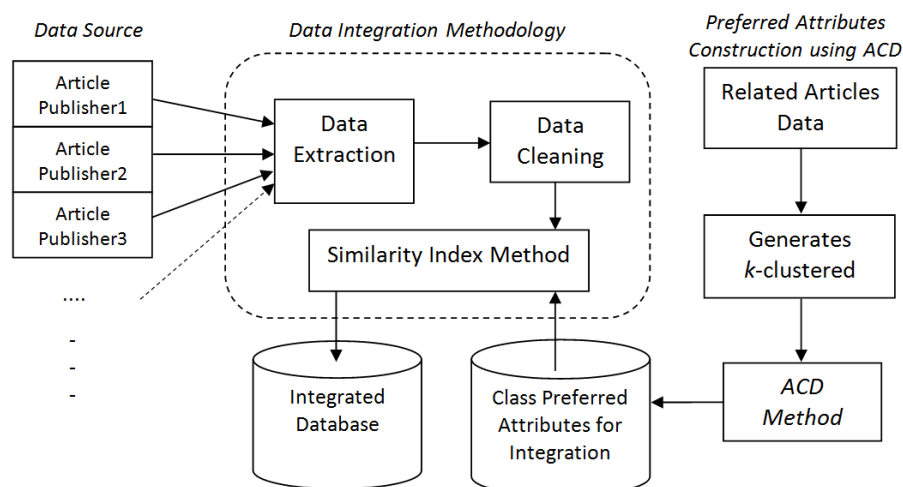 Data Source
Data Integration Methodology
Preferred Attributes
Construction using ACD
Article
Publisher1
Article
Publisher2
Article
Publisher3
....
-
-
-
Data
Extraction
Data
Cleaning
Similarity Index Method
Integrated
Database
Class Preferred
Attributes for
Integration
Related Articles
Data
Generates
k-clustered
ACD
Method